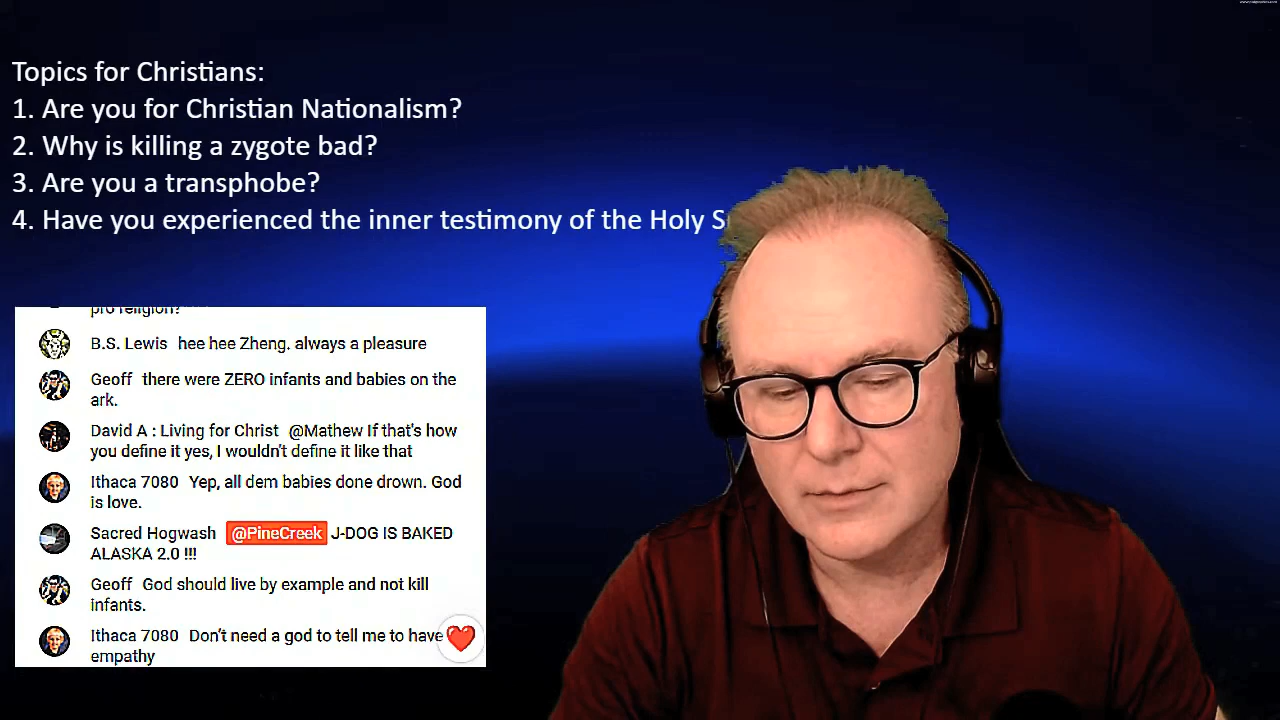 Topics for Christians:
1. Are you for Christian Nationalism?
2. Why is killing a zygote bad?
3. Are you a transphobe?
4. Have you experienced the inner testimony of the Holy S
pro religion?
B.S. Lewis hee hee Zheng. always a pleasure
Geoff there were ZERO infants and babies on the
ark.
David A : Living for Christ @Mathew If that's how
you define it yes, I wouldn't define it like that
Ithaca 7080 Yep, all dem babies done drown. God
is love.
Sacred Hogwash @PineCreek J-DOG IS BAKED
ALASKA 2.0 !!!
Geoff God should live by example and not kill
infants.
Ithaca 7080 Don't need a god to tell me to have
empathy